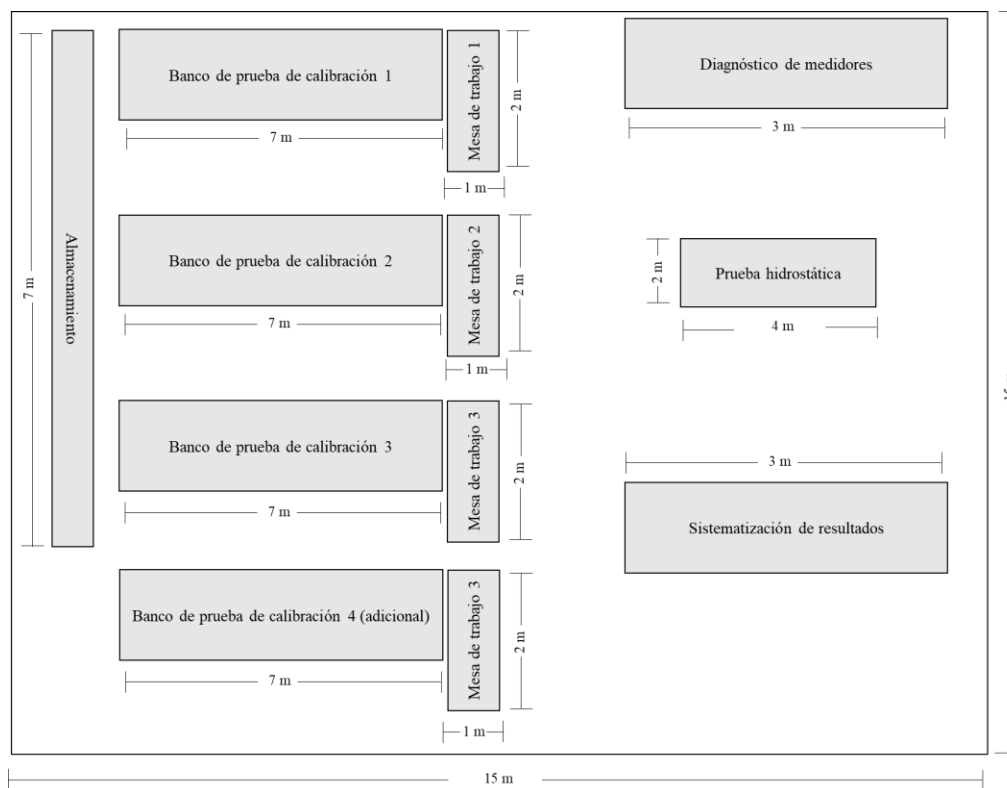 Banco de prueba de calibración 1
Mesa de trabajo 1
Diagnóstico de medidores
7 m
2 m
3 m
1 m
Almacenamiento
7 m
Banco de prueba de calibración 2
Mesa de trabajo 2
2 m
7 m
1 m
2 m
Prueba hidrostática
4 m
Banco de prueba de calibración 3
Mesa de trabajo 3
2 m
7 m
3 m
Sistematización de resultados
Banco de prueba de calibración 4 (adicional)
Mesa de trabajo 3
2 m
7 m
1 m
15 m